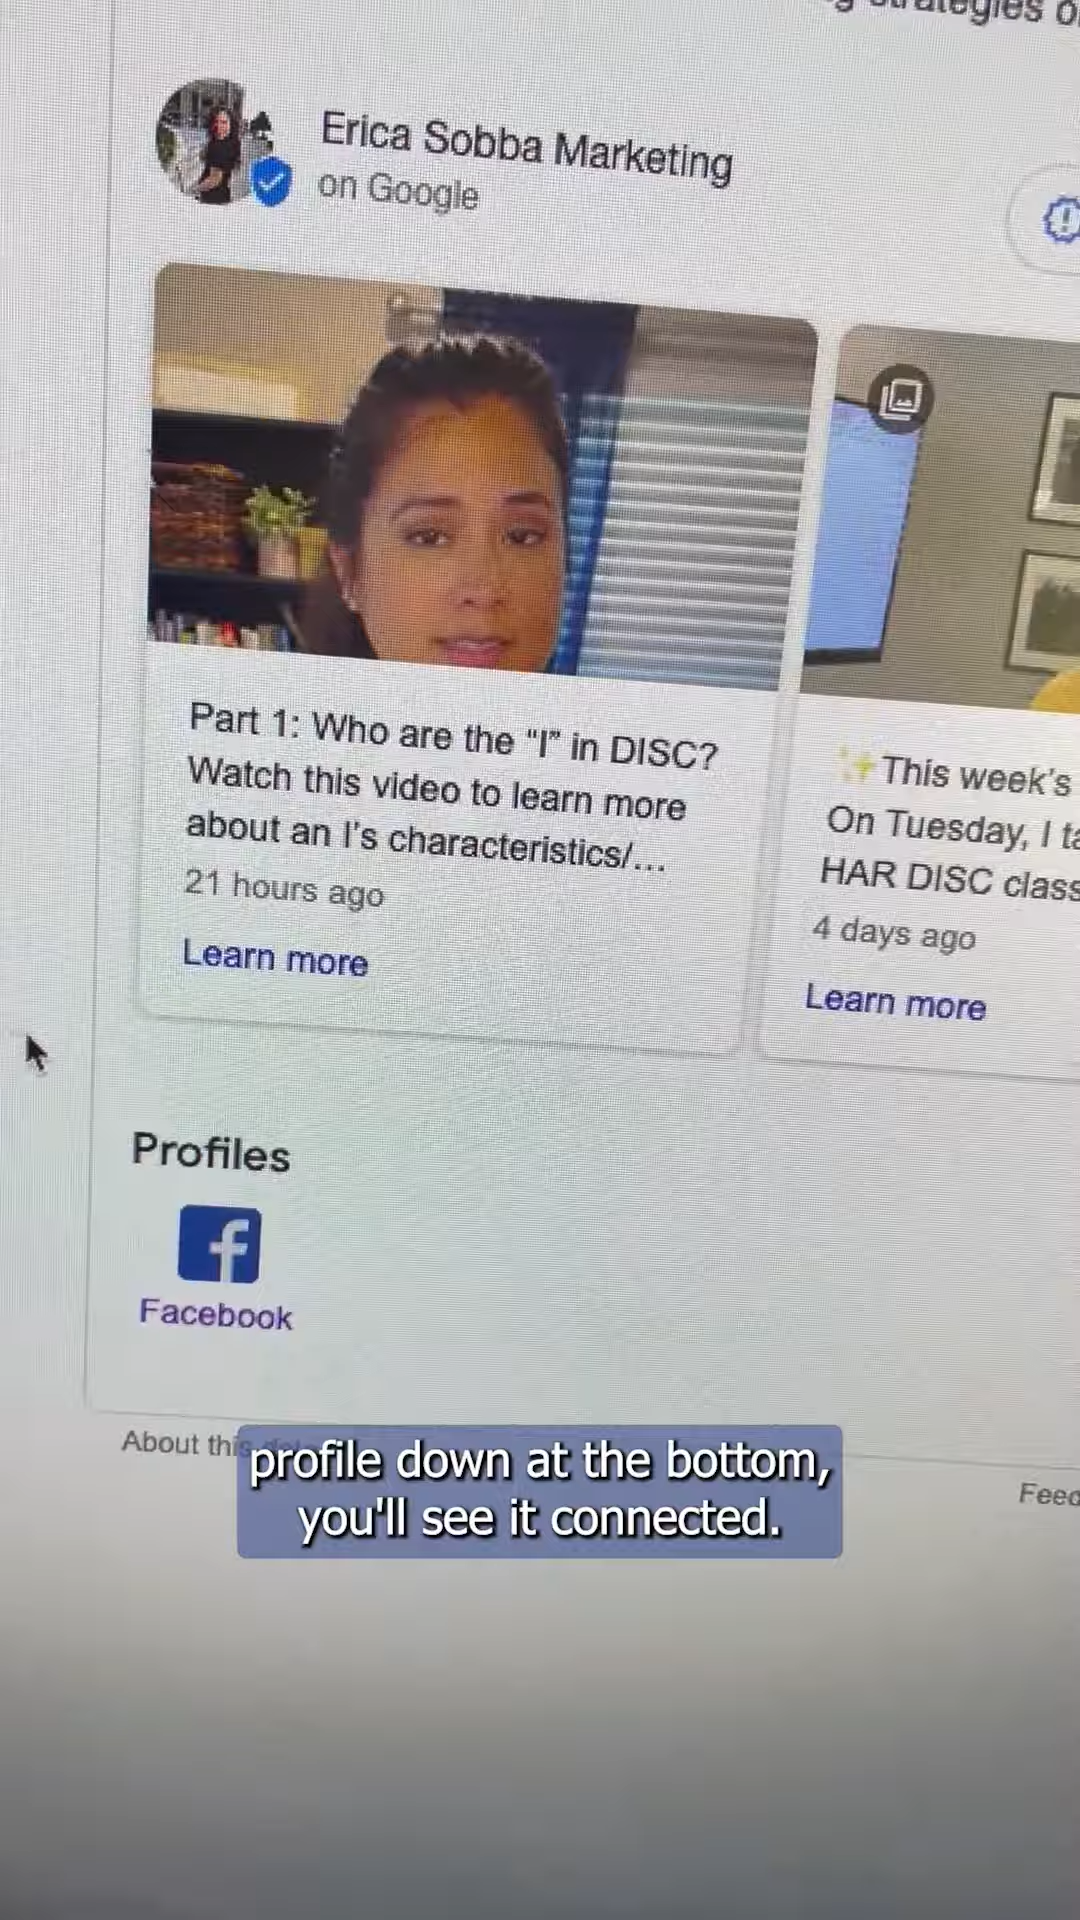 strategies
Erica Sobba Marketing
on Google
Part 1: Who are the "I" in DISC?
Watch this video to learn more
about an I's characteristics/...
21 hours ago
Learn more
✨This week's
On Tuesday, I
HAR DISC class
4 days ago
Learn more
Profiles
Facebook
About this
profile down at the bottom,
you'll see it connected.